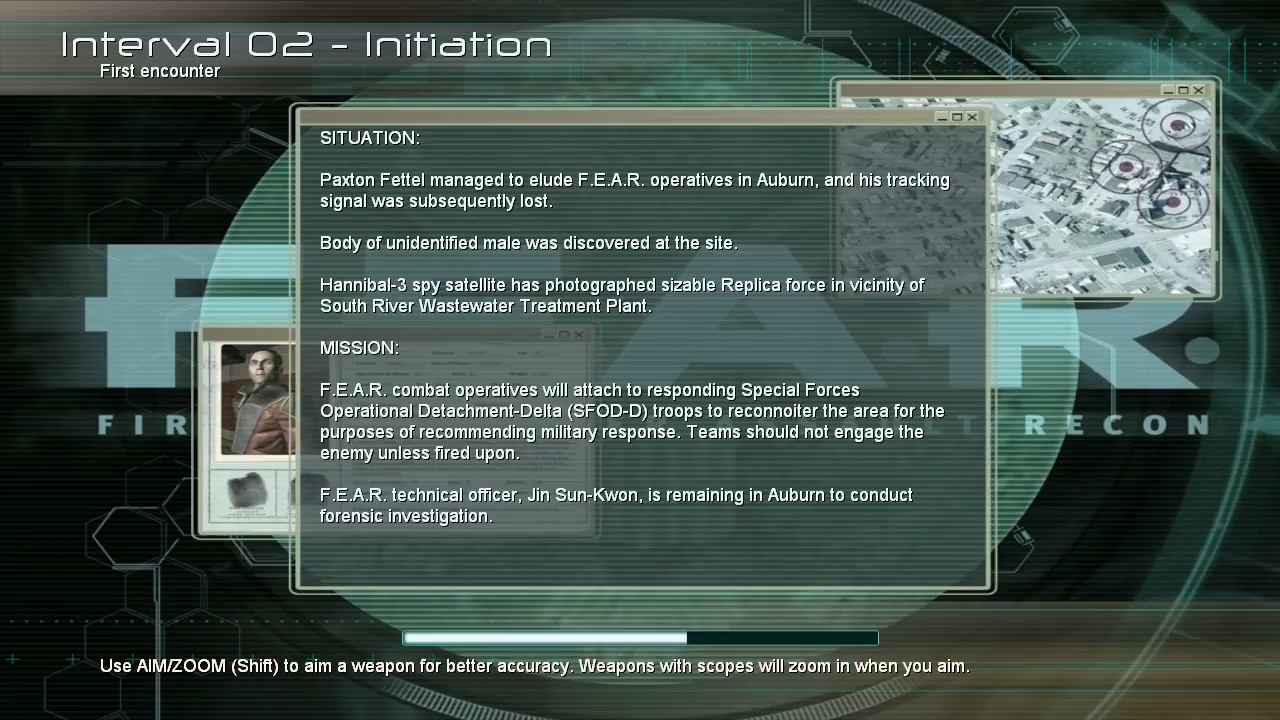 Interval 02 - Initiation
First encounter
SITUATION:
Paxton Fettel managed to elude F.E.A.R. operatives in Auburn, and his tracking
signal was subsequently lost.
Body of unidentified male was discovered at the site.
Hannibal-3 spy satellite has photographed sizable Replica force in vicinity of
South River Wastewater Treatment Plant.
MISSION:
F.E.A.R. combat operatives will attach to responding Special Forces
Operational Detachment-Delta (SFOD-D) troops to reconnoiter the area for the
purposes of recommending military response. Teams should not engage the
enemy unless fired upon.
F.E.A.R. technical officer, Jin Sun-Kwon, is remaining in Auburn to conduct
forensic investigation.
RECON
Use AIM/ZOOM (Shift) to aim a weapon for better accuracy. Weapons with scopes will zoom in when you aim.